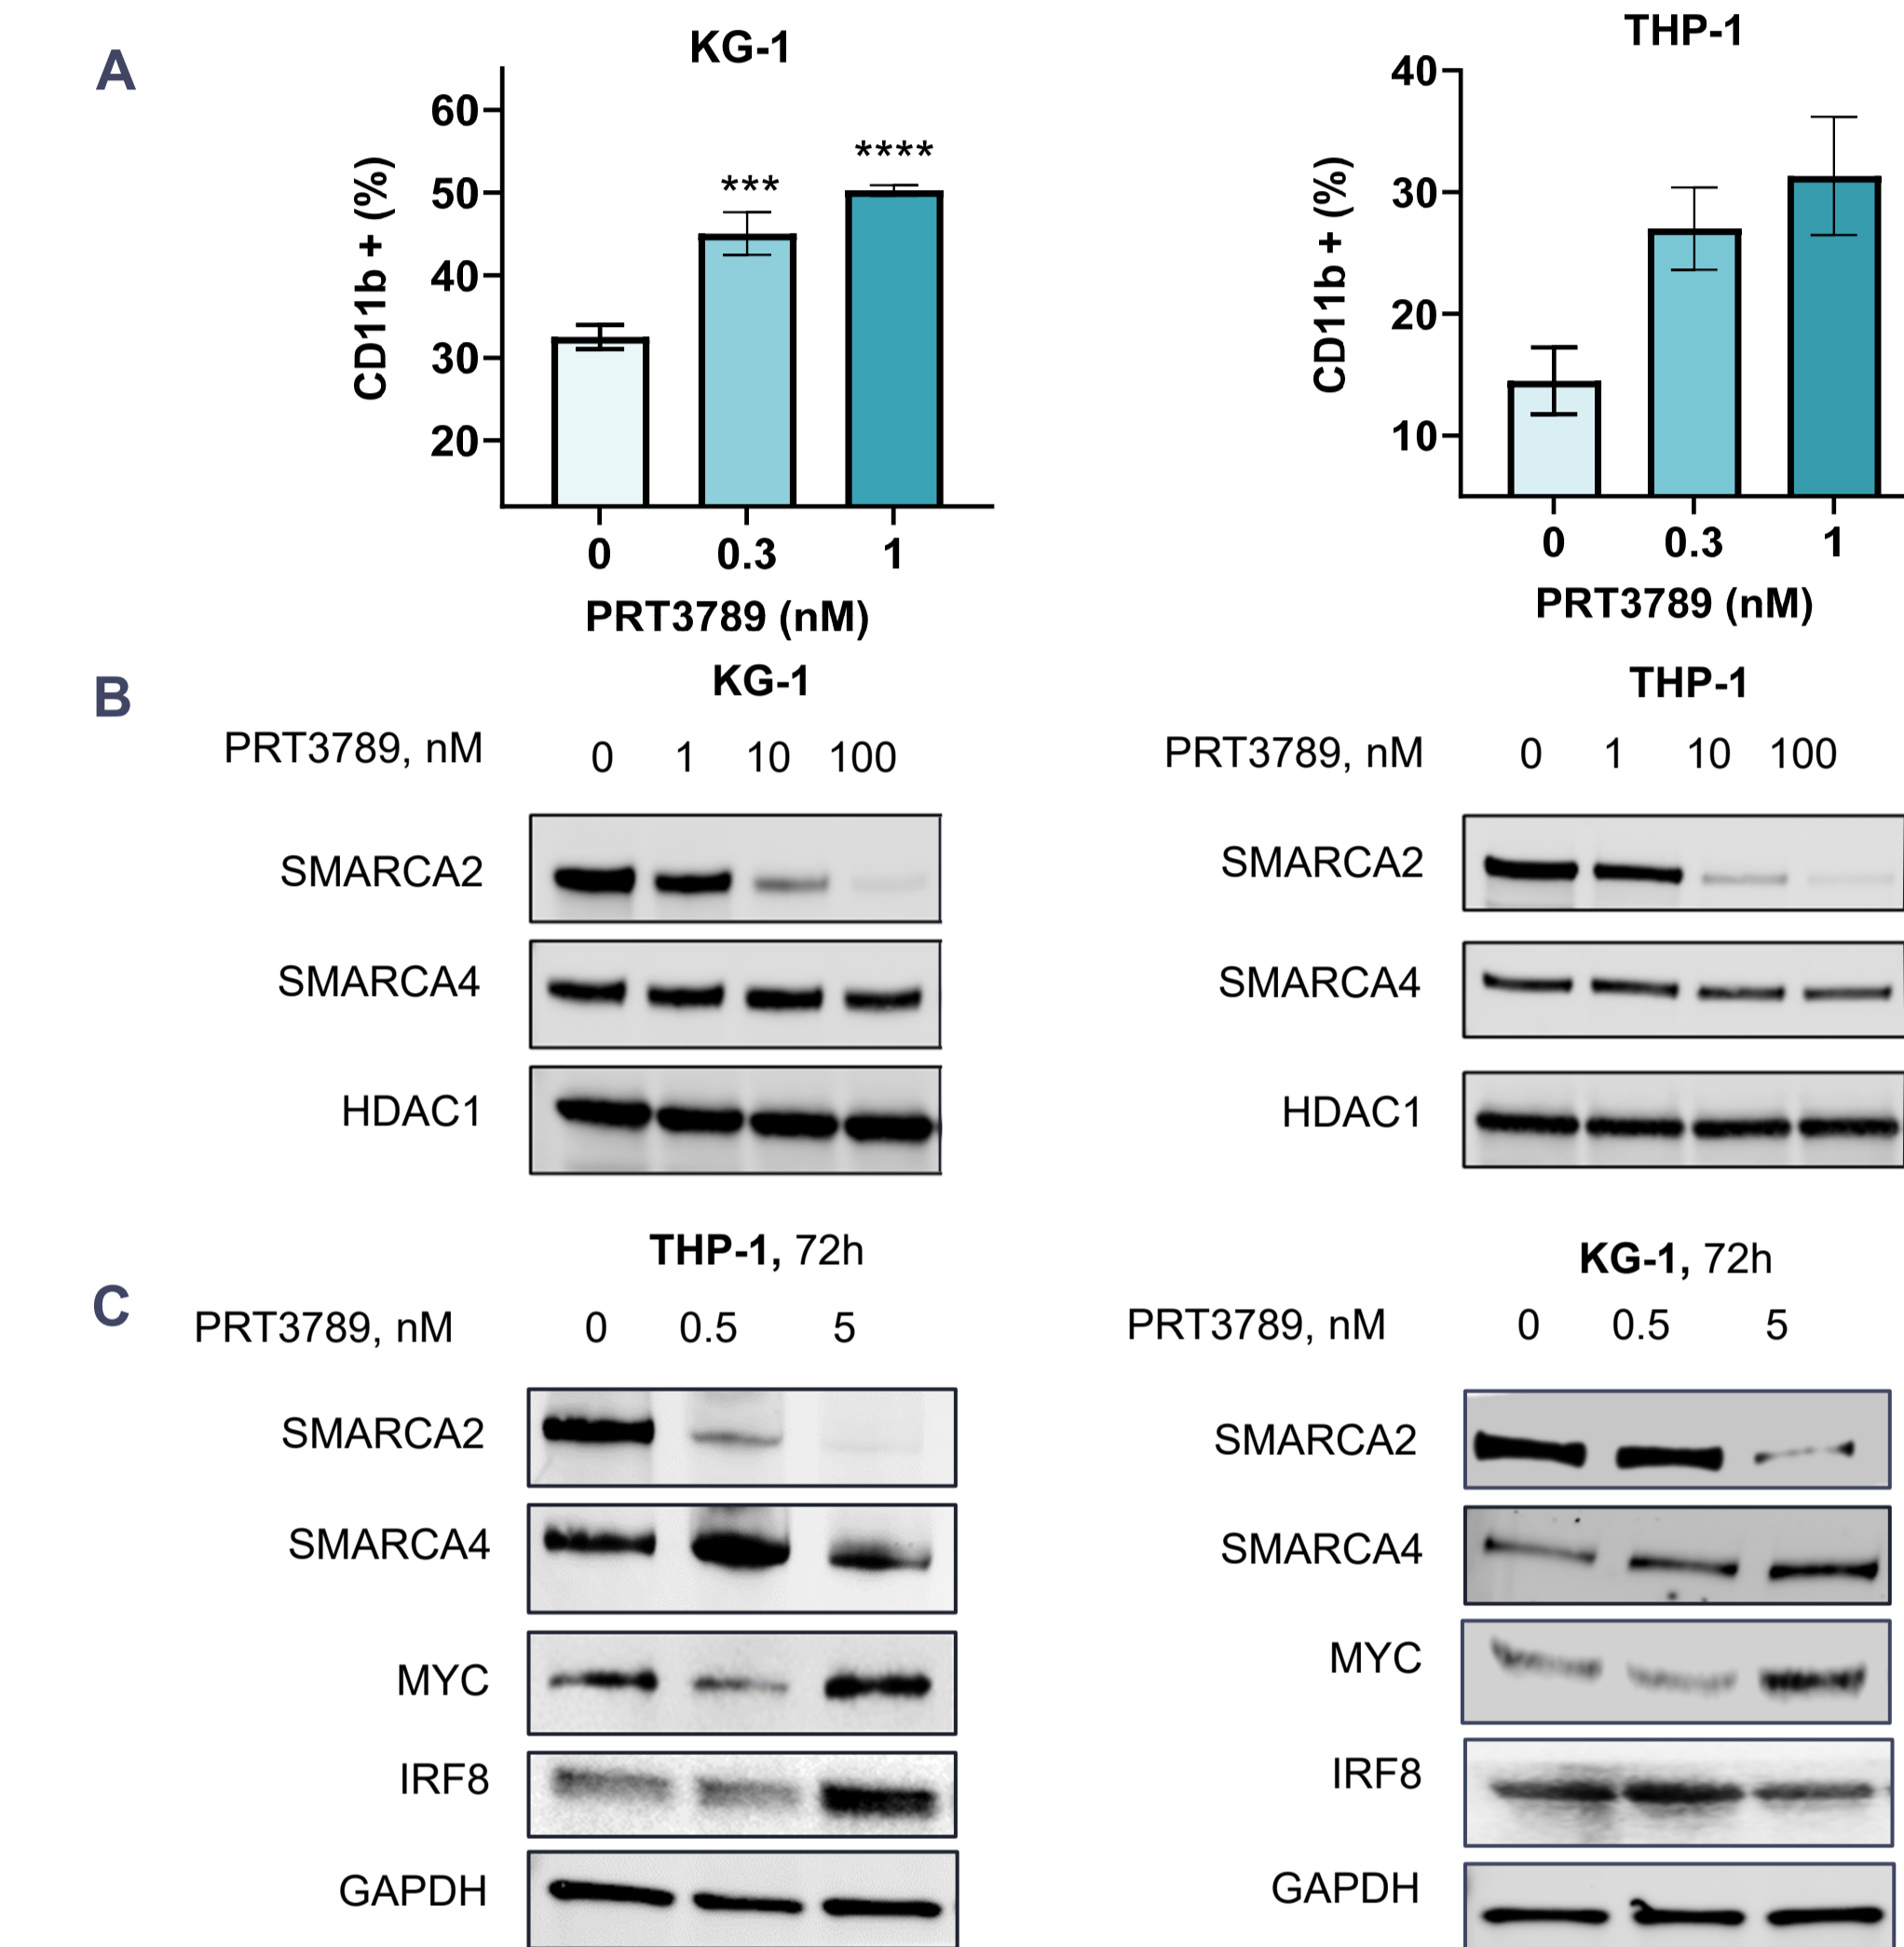 A
KG-1
60
50
40
30
20
CD11b + (%)
***
****
0 0.3 1
PRT3789 (nM)
THP-1
40
30
20
10
CD11b + (%)
0 0.3 1
PRT3789 (nM)
B
KG-1
PRT3789, nM 0 1 10 100
SMARCA2
SMARCA4
HDAC1
THP-1
PRT3789, nM 0 1 10 100
SMARCA2
SMARCA4
HDAC1
C
THP-1, 72h
PRT3789, nM 0 0.5 5
SMARCA2
SMARCA4
MYC
IRF8
GAPDH
KG-1, 72h
PRT3789, nM 0 0.5 5
SMARCA2
SMARCA4
MYC
IRF8
GAPDH